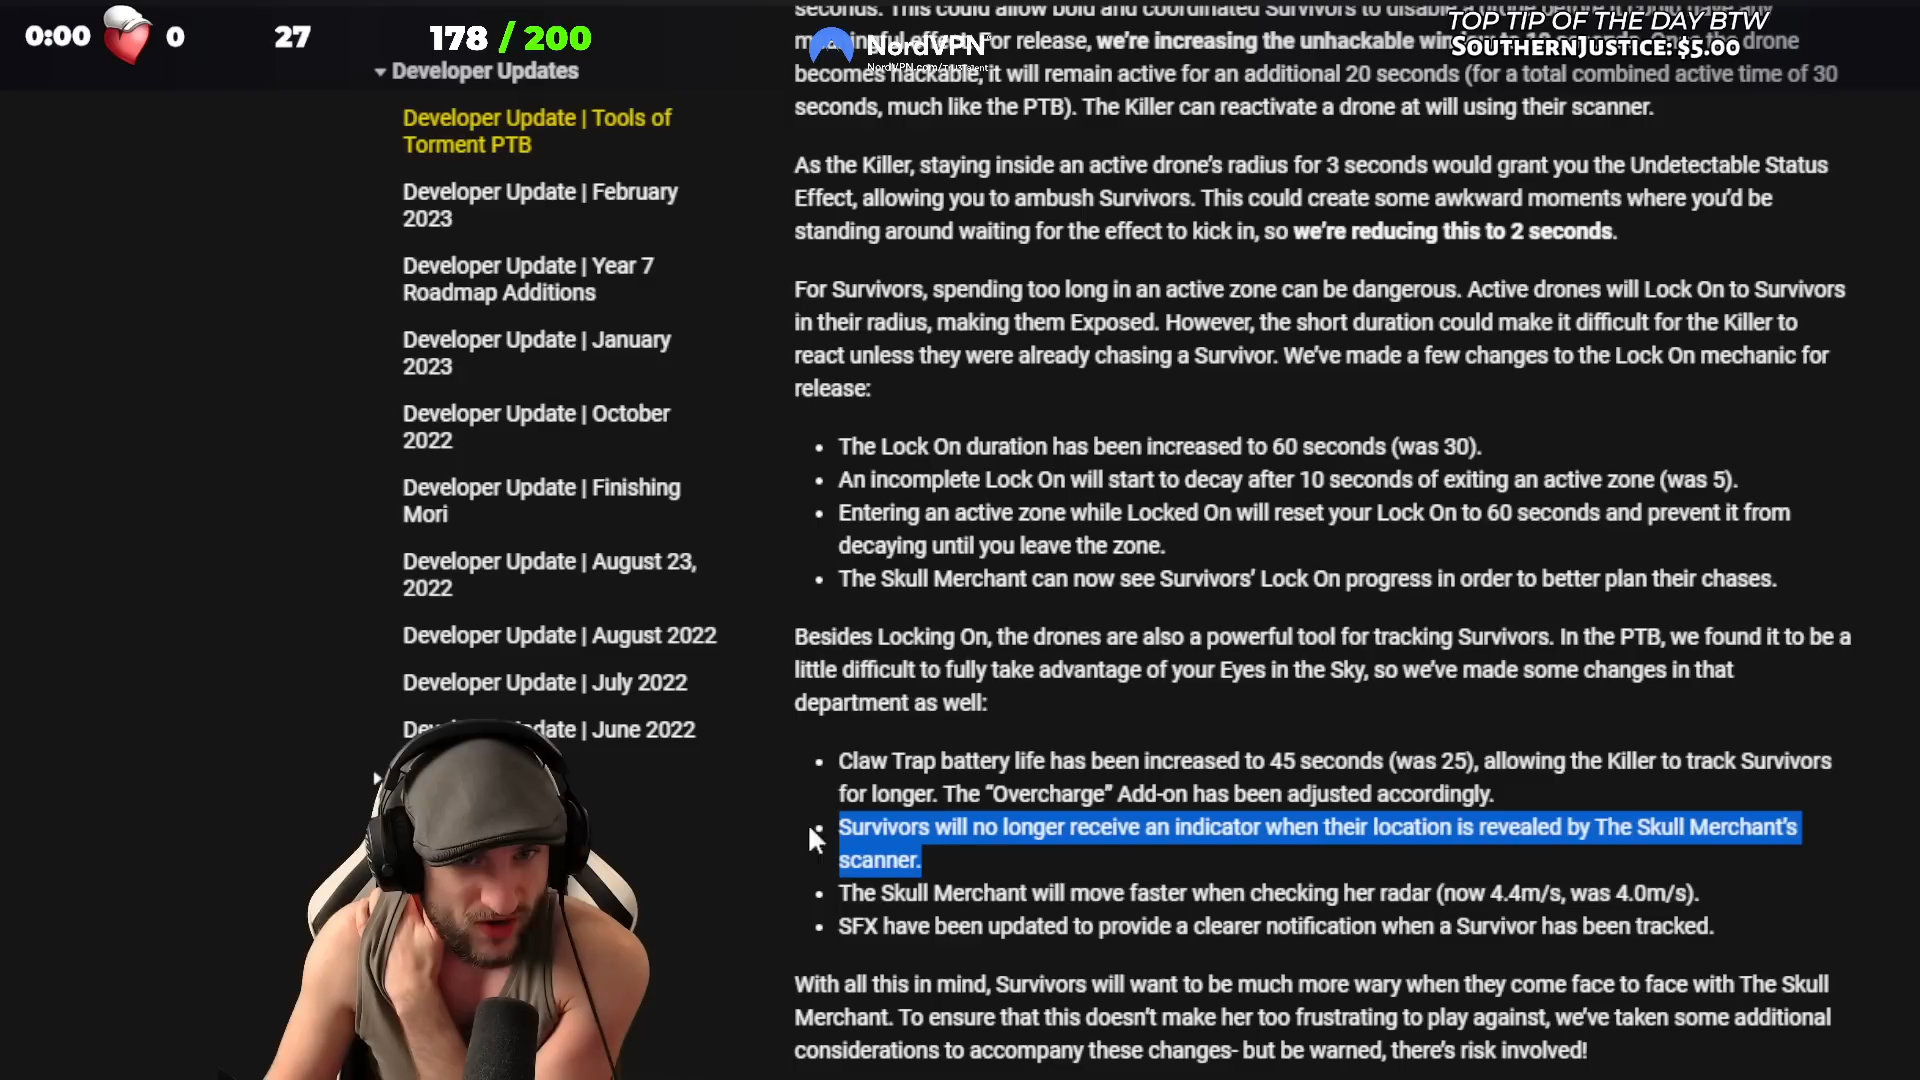 0:00 0 27 178 / 200
NordVPN
TOP TIP OF THE DAY BTW
SOUTHERNJUSTICE: $5.00
Developer Updates
Developer Update | Tools of
Torment PTB
Developer Update | February
2023
Developer Update | Year 7
Roadmap Additions
Developer Update | January
2023
Developer Update | October
2022
Developer Update | Finishing
Mori
Developer Update | August 23,
2022
Developer Update | August 2022
Developer Update | July 2022
date | June 2022
seconds. This could allow bold and coordinated Survivors to
effect. For release, we're increasing the unhackable drone
becomes hackable, it will remain active for an additional 20 seconds (for a total combined active time of 30
seconds, much like the PTB). The Killer can reactivate a drone at will using their scanner.
As the Killer, staying inside an active drone's radius for 3 seconds would grant you the Undetectable Status
Effect, allowing you to ambush Survivors. This could create some awkward moments where you'd be
standing around waiting for the effect to kick in, so we're reducing this to 2 seconds.
For Survivors, spending too long in an active zone can be dangerous. Active drones will Lock On to Survivors
in their radius, making them Exposed. However, the short duration could make it difficult for the Killer to
react unless they were already chasing a Survivor. We've made a few changes to the Lock On mechanic for
release:
• The Lock On duration has been increased to 60 seconds (was 30).
• An incomplete Lock On will start to decay after 10 seconds of exiting an active zone (was 5).
• Entering an active zone while Locked On will reset your Lock On to 60 seconds and prevent it from
decaying until you leave the zone.
• The Skull Merchant can now see Survivors' Lock On progress in order to better plan their chases.
Besides Locking On, the drones are also a powerful tool for tracking Survivors. In the PTB, we found it to be a
little difficult to fully take advantage of your Eyes in the Sky, so we've made some changes in that
department as well:
• Claw Trap battery life has been increased to 45 seconds (was 25), allowing the Killer to track Survivors
for longer. The “Overcharge” Add-on has been adjusted accordingly.
• Survivors will no longer receive an indicator when their location is revealed by The Skull Merchant's
scanner.
• The Skull Merchant will move faster when checking her radar (now 4.4m/s, was 4.0m/s).
• SFX have been updated to provide a clearer notification when a Survivor has been tracked.
With all this in mind, Survivors will want to be much more wary when they come face to face with The Skull
Merchant. To ensure that this doesn't make her too frustrating to play against, we've taken some additional
considerations to accompany these changes- but be warned, there's risk involved!